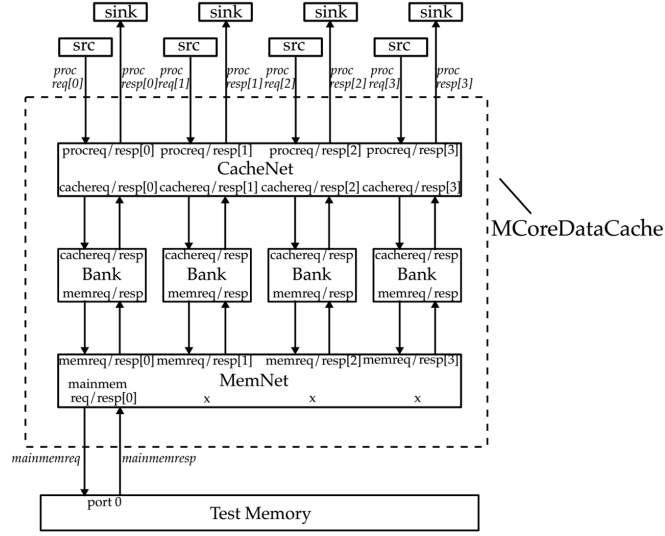 sink sink sink sink
src src src src
proc req[0] proc resp[0] proc req[1] proc resp[1] proc req[2] proc resp[2] proc req[3] proc resp[3]
procreq/resp[0] procreq/resp[1] procreq/resp[2] procreq/resp[3]
CacheNet
cachereq/resp[0] cachereq/resp[1] cachereq/resp[2] cachereq/resp[3]
MCoreDataCache
cachereq/resp cachereq/resp cachereq/resp cachereq/resp
Bank Bank Bank Bank
memreq/resp memreq/resp memreq/resp memreq/resp
memreq/resp[0] memreq/resp[1] memreq/resp[2] memreq/resp[3]
MemNet
mainmem
req/resp[0] x x x
mainmemreq mainmemresp
port 0
Test Memory